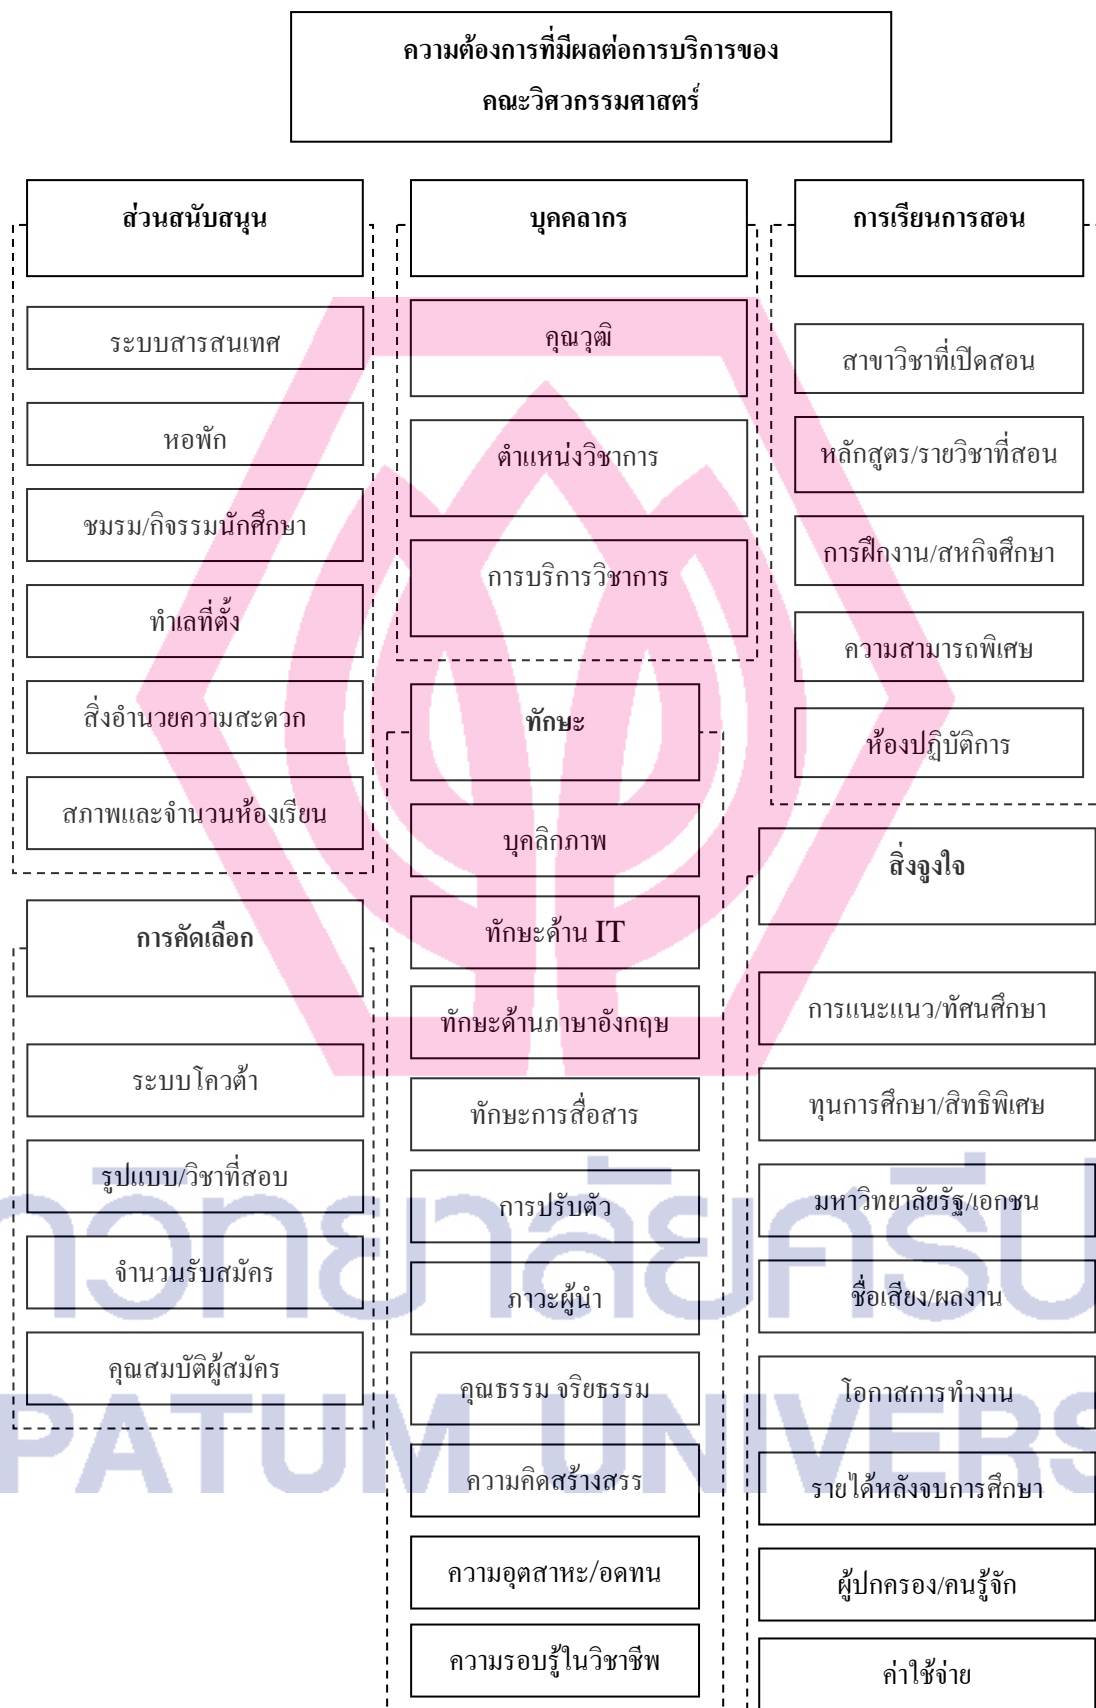 ความต้องการที่มีผลต่อการบริการของ
คณะวิศวกรรมศาสตร์
ส่วนสนับสนุน
ระบบสารสนเทศ
หอพัก
ชมรม/กิจรรมนักศึกษา
ทำเลที่ตั้ง
สิ่งอำนวยความสะดวก
สภาพและจำนวนห้องเรียน
การคัดเลือก
ระบบโควต้า
รูปแบบ/วิชาที่สอบ
จำนวนรับสมัคร
คุณสมบัติผู้สมัคร
บุคคลากร
คุณวุฒิ
ตำแหน่งวิชาการ
การบริการวิชาการ
ทักษะ
บุคลิกภาพ
ทักษะด้าน IT
ทักษะด้านภาษาอังกฤษ
ทักษะการสื่อสาร
การปรับตัว
ภาวะผู้นำ
คุณธรรม จริยธรรม
ความคิดสร้างสรร
ความอุตสาหะ/อดทน
ความรอบรู้ในวิชาชีพ
การเรียนการสอน
สาขาวิชาที่เปิดสอน
หลักสูตร/รายวิชาที่สอน
การฝึกงาน/สหกิจศึกษา
ความสามารถพิเศษ
ห้องปฏิบัติการ
สิ่งจูงใจ
การแนะแนว/ทัศนศึกษา
ทุนการศึกษา/สิทธิพิเศษ
มหาวิทยาลัยรัฐ/เอกชน
ชื่อเสียง/ผลงาน
โอกาสการทำงาน
รายได้หลังจบการศึกษา
ผู้ปกครอง/คนรู้จัก
ค่าใช้จ่าย
PATUM UNIVERS